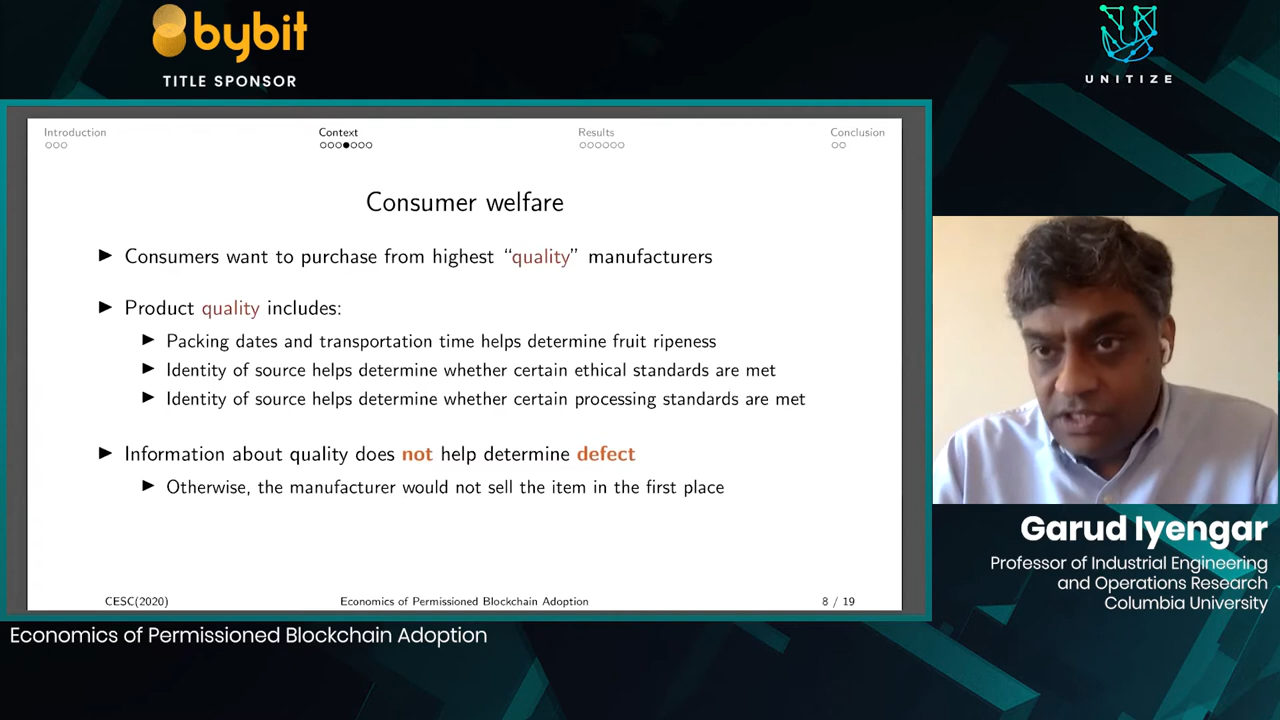 bybit
TITLE SPONSOR
UNITIZE
Introduction
Context
Results
Conclusion
Consumer welfare
► Consumers want to purchase from highest “quality” manufacturers
► Product quality includes:
► Packing dates and transportation time helps determine fruit ripeness
► Identity of source helps determine whether certain ethical standards are met
► Identity of source helps determine whether certain processing standards are met
► Information about quality does not help determine defect
► Otherwise, the manufacturer would not sell the item in the first place
CESC(2020)
Economics of Permissioned Blockchain Adoption
8 / 19
Garud Iyengar
Professor of Industrial Engineering
and Operations Research
Columbia University
Economics of Permissioned Blockchain Adoption